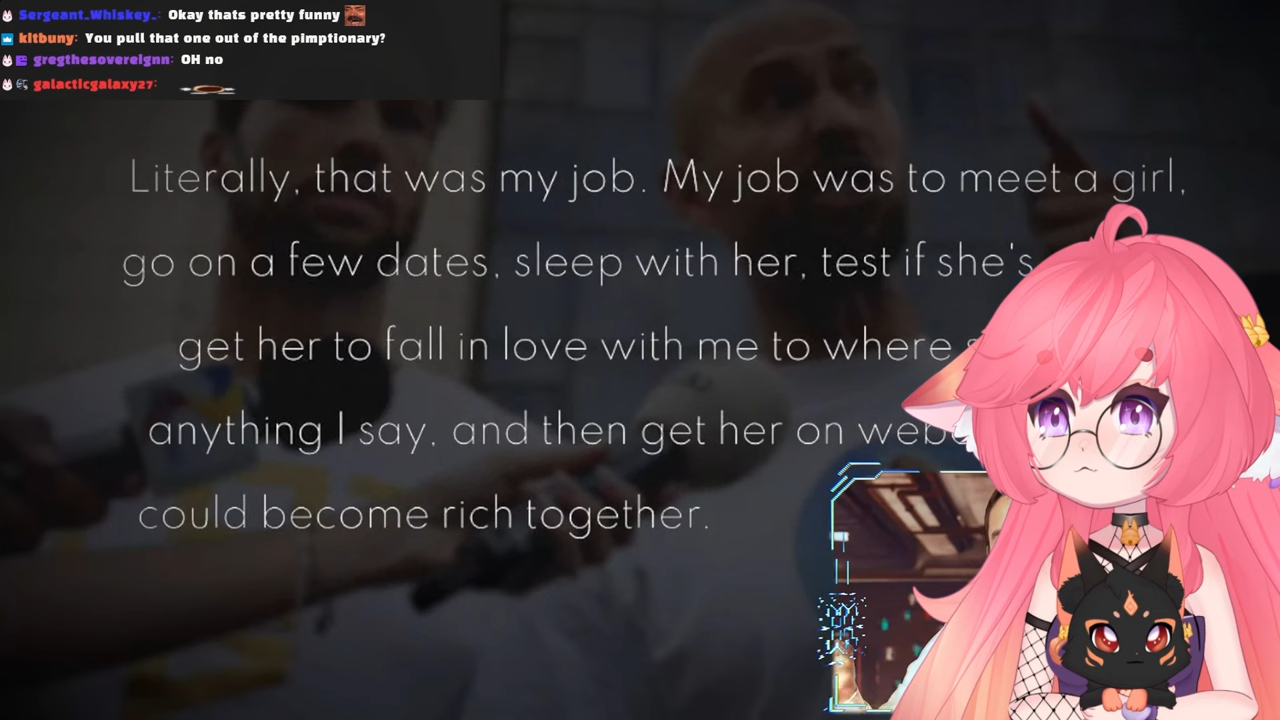 Sergeant_Whiskey_: Okay thats pretty funny
kitbuny: You pull that one out of the pimptionary?
gregthesovereignn: OH no
galacticgalaxy27:
Literally, that was my job. My job was to meet a girl,
go on a few dates, sleep with her, test if she's
get her to fall in love with me to where
anything I say, and then get her on
could become rich together.